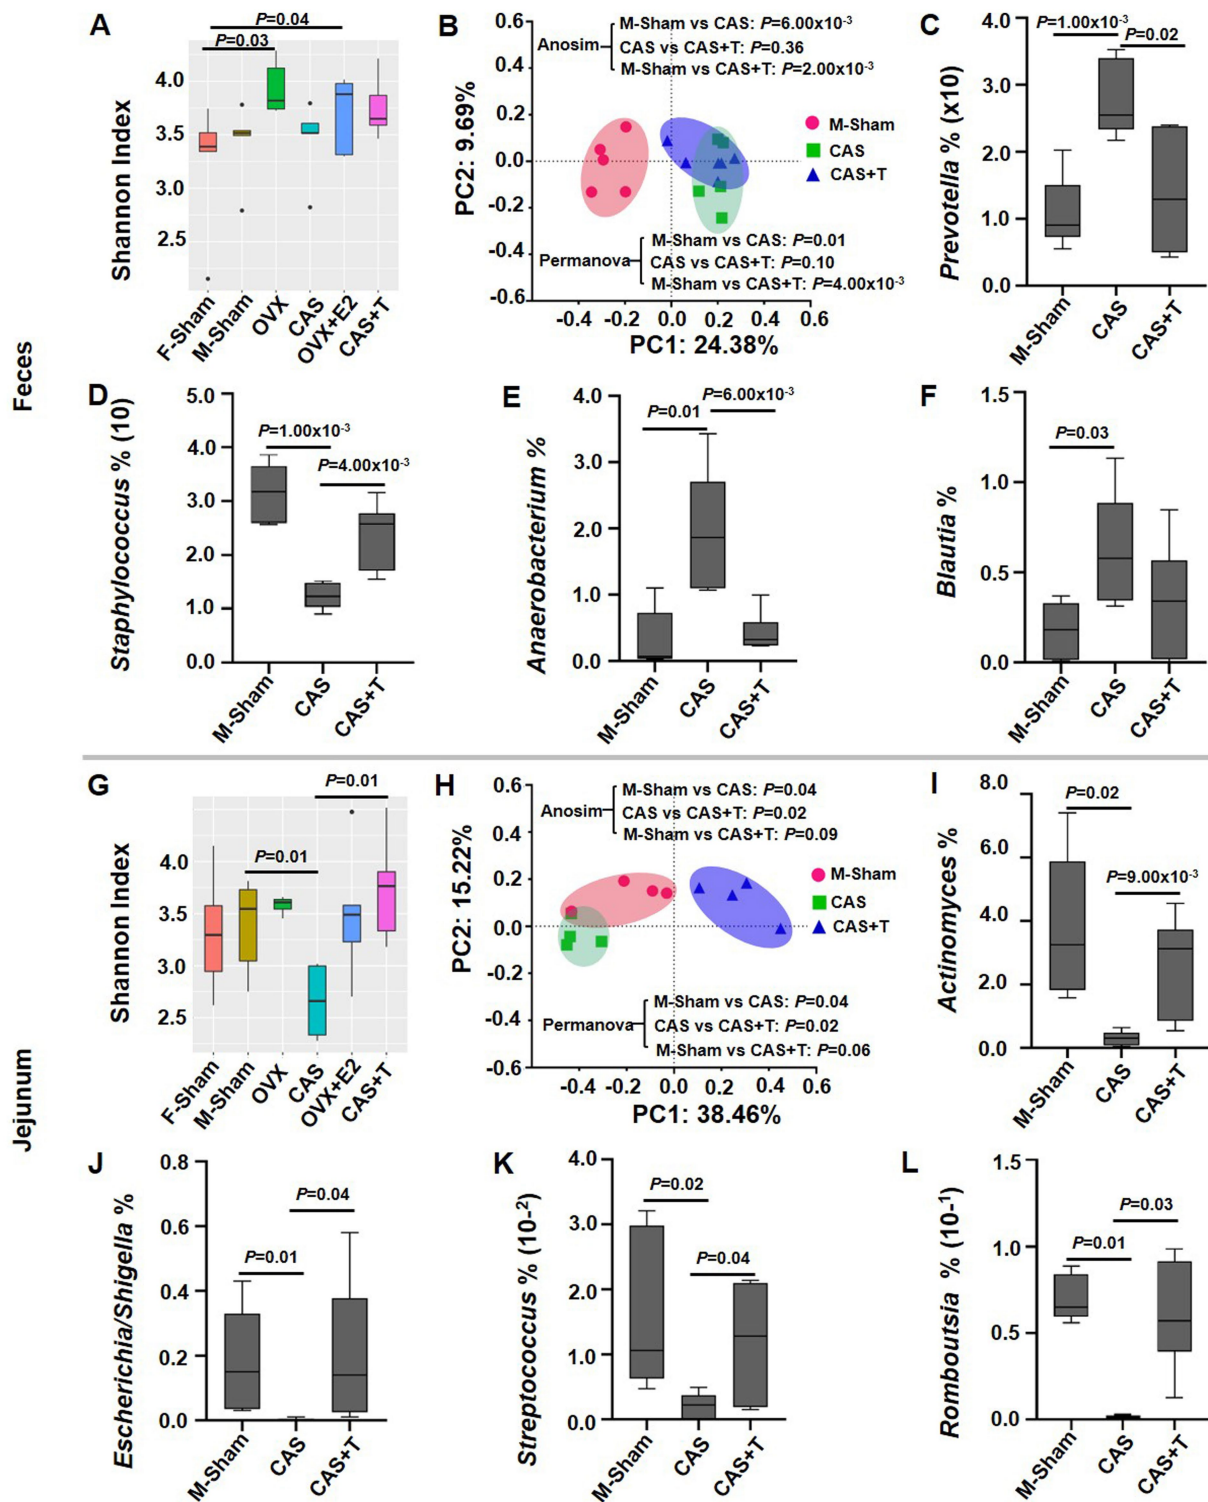 Feces
A
P=0.04
P=0.03
Shannon Index
4.0
3.5
3.0
2.5
F-Sham
M-Sham
OVX
CAS
OVX+E2
CAS+T
B
PC2: 9.69%
0.6
0.4
0.2
0.0
-0.2
-0.4
-0.6
Anosim
M-Sham vs CAS: P=6.00x10-3
CAS vs CAS+T: P=0.36
M-Sham vs CAS+T: P=2.00x10-3
M-Sham
CAS
CAS+T
Permanova
M-Sham vs CAS: P=0.01
CAS vs CAS+T: P=0.10
M-Sham vs CAS+T: P=4.00x10-3
-0.4 -0.2 0.0 0.2 0.4 0.6
PC1: 24.38%
C
Prevotella % (x10)
4.0
3.0
2.0
1.0
0.0
P=1.00x10-3
P=0.02
M-Sham
CAS
CAS+T
D
Staphylococcus % (10)
5.0
4.0
3.0
2.0
1.0
0.0
P=1.00x10-3
P=4.00x10-3
M-Sham
CAS
CAS+T
E
Anaerobacterium %
4.0
3.0
2.0
1.0
0.0
P=0.01
P=6.00x10-3
M-Sham
CAS
CAS+T
F
Blautia %
1.5
1.0
0.5
0.0
P=0.03
M-Sham
CAS
CAS+T
Jejunum
G
P=0.01
P=0.01
Shannon Index
4.0
3.5
3.0
2.5
F-Sham
M-Sham
OVX
CAS
OVX+E2
CAS+T
H
PC2: 15.22%
0.6
0.4
0.2
0.0
-0.2
-0.4
-0.6
Anosim
M-Sham vs CAS: P=0.04
CAS vs CAS+T: P=0.02
M-Sham vs CAS+T: P=0.09
M-Sham
CAS
CAS+T
Permanova
M-Sham vs CAS: P=0.04
CAS vs CAS+T: P=0.02
M-Sham vs CAS+T: P=0.06
-0.4 -0.2 0.0 0.2 0.4 0.6
PC1: 38.46%
I
Actinomyces %
8.0
6.0
4.0
2.0
0.0
P=0.02
P=9.00x10-3
M-Sham
CAS
CAS+T
J
Escherichia/Shigella %
0.8
0.6
0.4
0.2
0.0
P=0.04
P=0.01
M-Sham
CAS
CAS+T
K
Streptococcus % (10-2)
4.0
3.0
2.0
1.0
0.0
P=0.02
P=0.04
M-Sham
CAS
CAS+T
L
Romboutsia % (10-1)
1.5
1.0
0.5
0.0
P=0.03
P=0.01
M-Sham
CAS
CAS+T